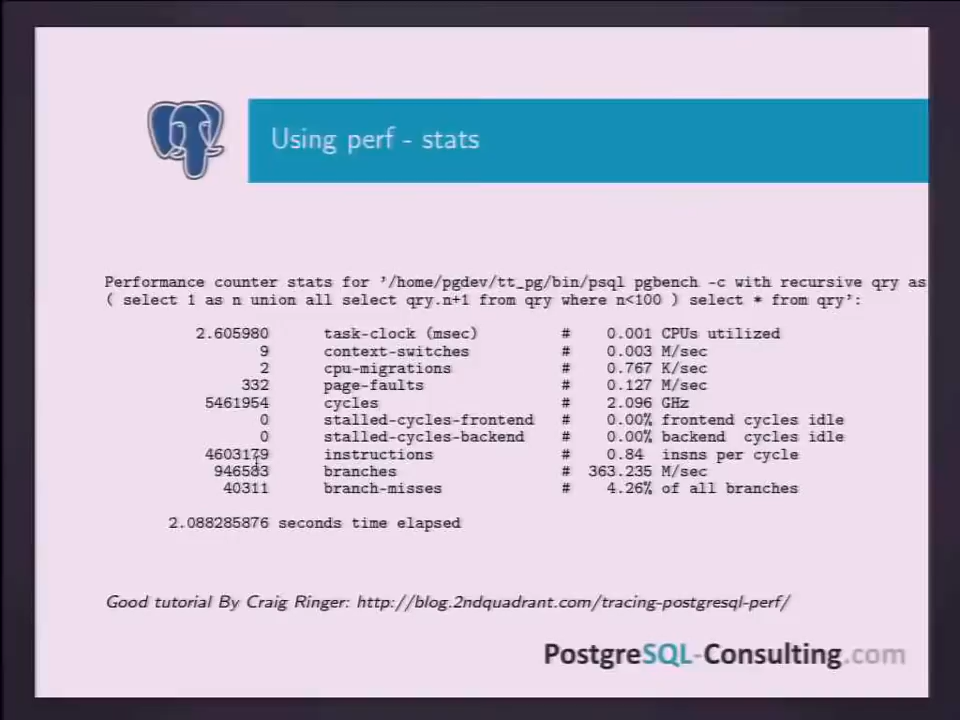 Using perf - stats
Performance counter stats for '/home/pgdev/tt_pg/bin/psql pgbench -c with recursive qry as
( select 1 as n union all select qry.n+1 from qry where n<100 ) select * from qry':
2.605980 task-clock (msec) # 0.001 CPUs utilized
9 context-switches # 0.003 M/sec
2 cpu-migrations # 0.767 K/sec
332 page-faults # 0.127 M/sec
5461954 cycles # 2.096 GHz
0 stalled-cycles-frontend # 0.00% frontend cycles idle
0 stalled-cycles-backend # 0.00% backend cycles idle
4603179 instructions # 0.84 insns per cycle
946583 branches # 363.235 M/sec
40311 branch-misses # 4.26% of all branches
2.088285876 seconds time elapsed
Good tutorial By Craig Ringer: http://blog.2ndquadrant.com/tracing-postgresql-perf/
PostgreSQL-Consulting.com